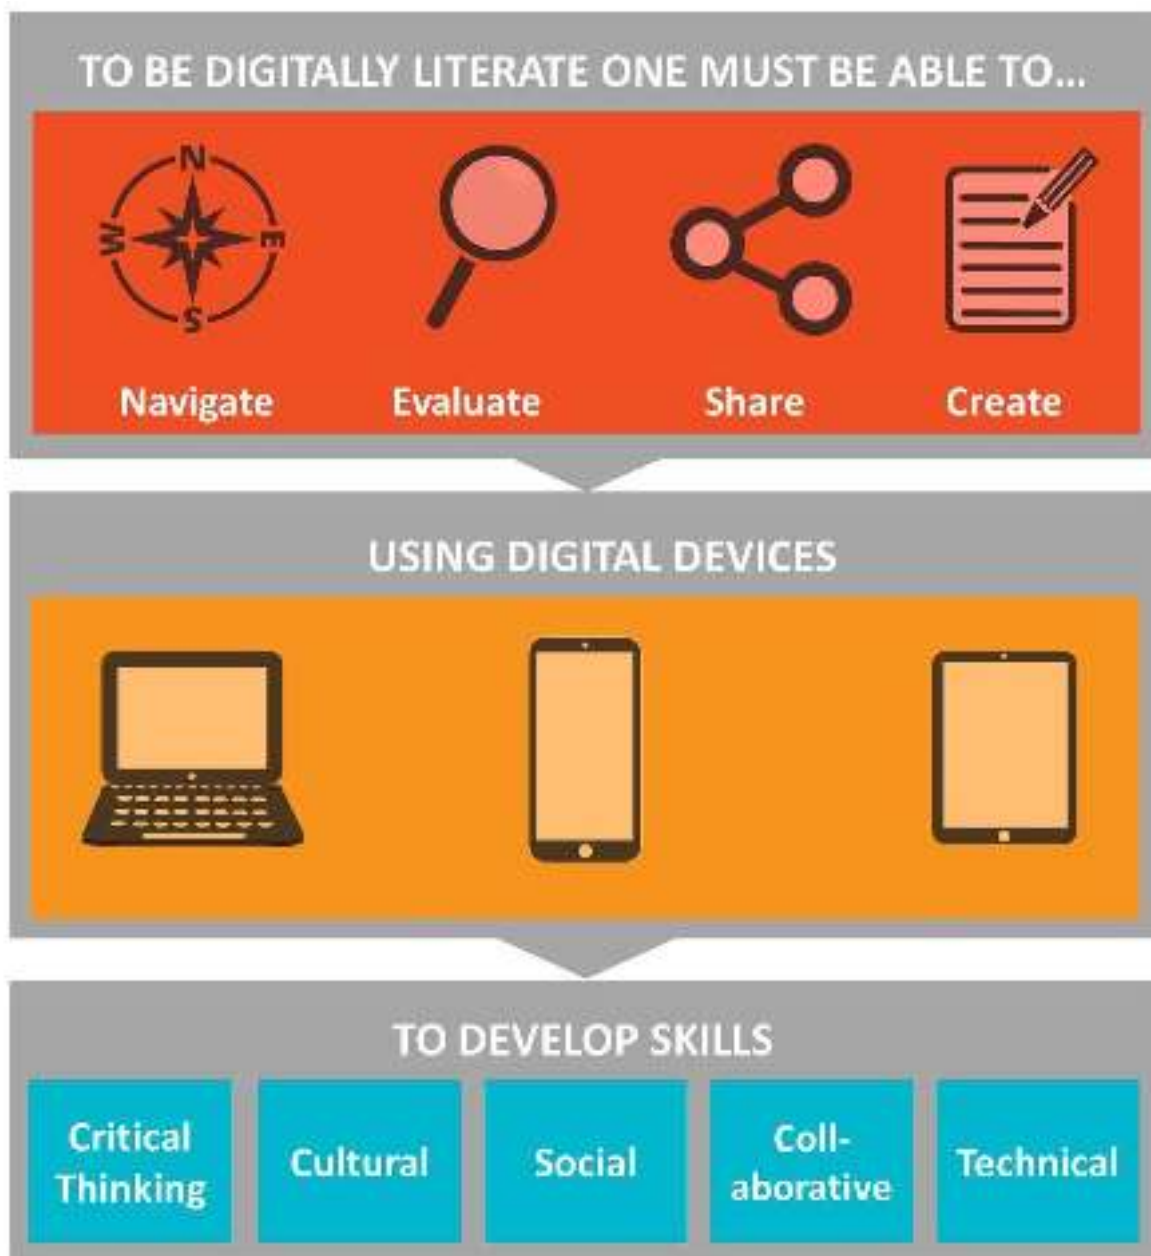 TO BE DIGITALLY LITERATE ONE MUST BE ABLE TO...
N
W
E
S
Navigate
Evaluate
Share
Create
USING DIGITAL DEVICES
TO DEVELOP SKILLS
Critical
Thinking
Cultural
Social
Coll-
aborative
Technical